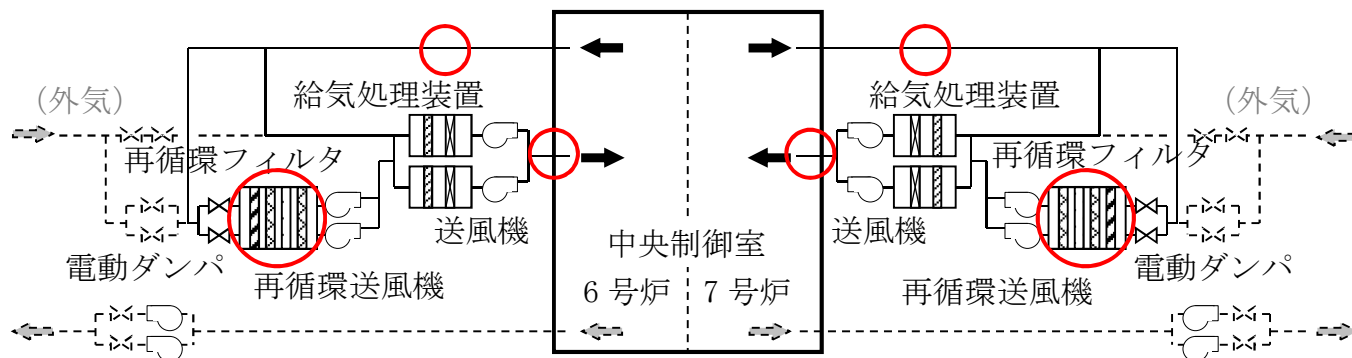 (外気)
給気処理装置
再循環フィルタ
送風機
電動ダンパ
再循環送風機
中央制御室
6 号炉
7 号炉
給気処理装置
(外気)
再循環フィルタ
送風機
電動ダンパ
再循環送風機